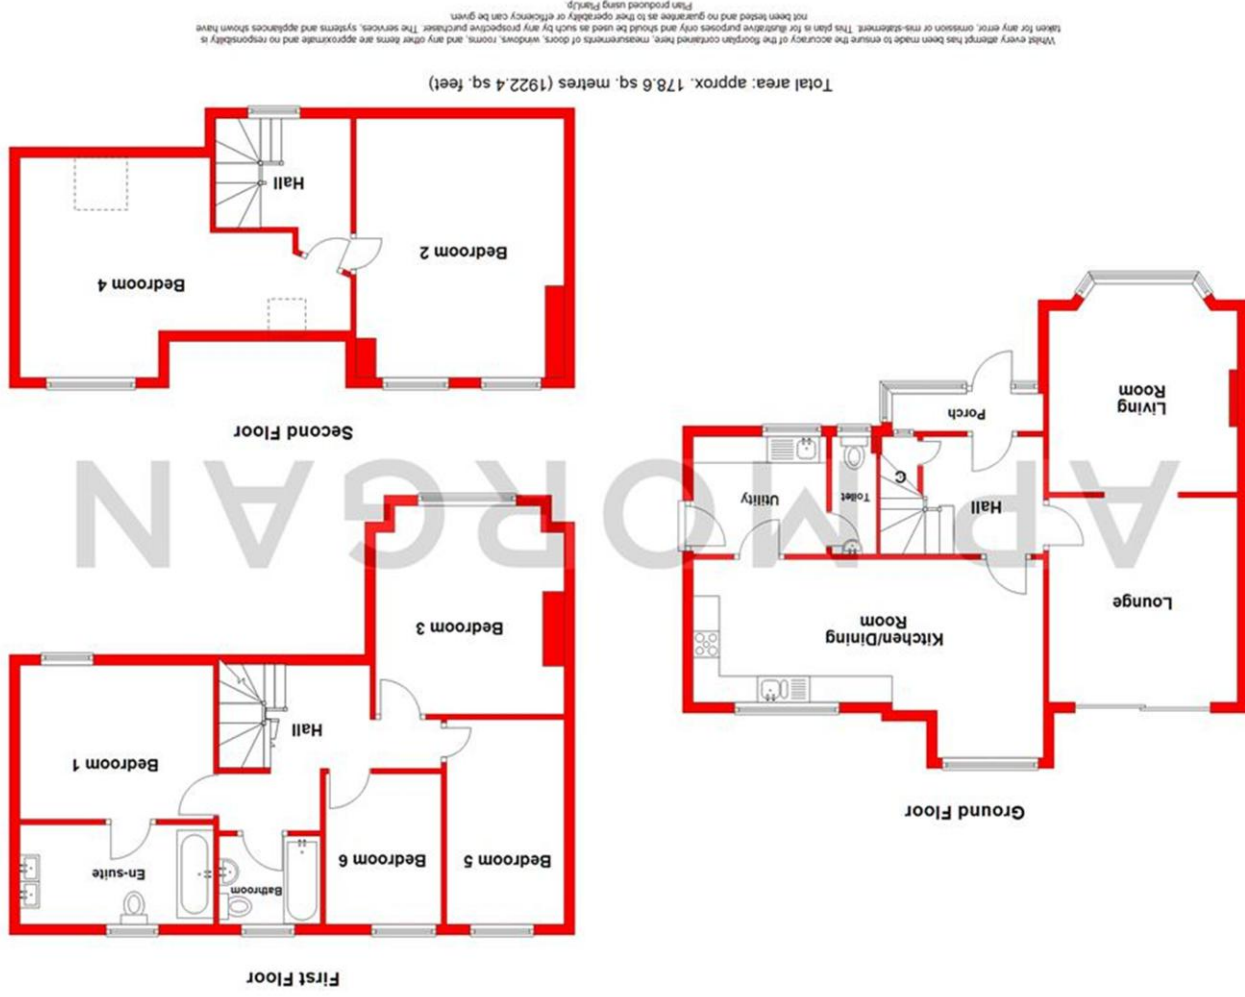 Ground Floor
Kitchen/Dining
Room
Lounge
Utility
Toilet
C
Hall
Porch
Living
Room
First Floor
En-suite
Bathroom
Bedroom 6
Bedroom 5
Bedroom 1
Hall
Bedroom 3
APMORGAN
Second Floor
Bedroom 4
Hall
Bedroom 2
Total area: approx. 178.6 sq. metres (1922.4 sq. feet)
Whilst every attempt has been made to ensure the accuracy of the floorplan contained here, measurements of doors, windows, rooms, and any other items are approximate and no responsiblity is
taken for any error, omission or mis-statement. This plan is for illustrative purposes only and should be used as such by any prospective purchaser. The services, systems and appliances shown have
not been tested and no guarantee as to their operablity or efficiency can be given.
Plan produced using PlanUp.